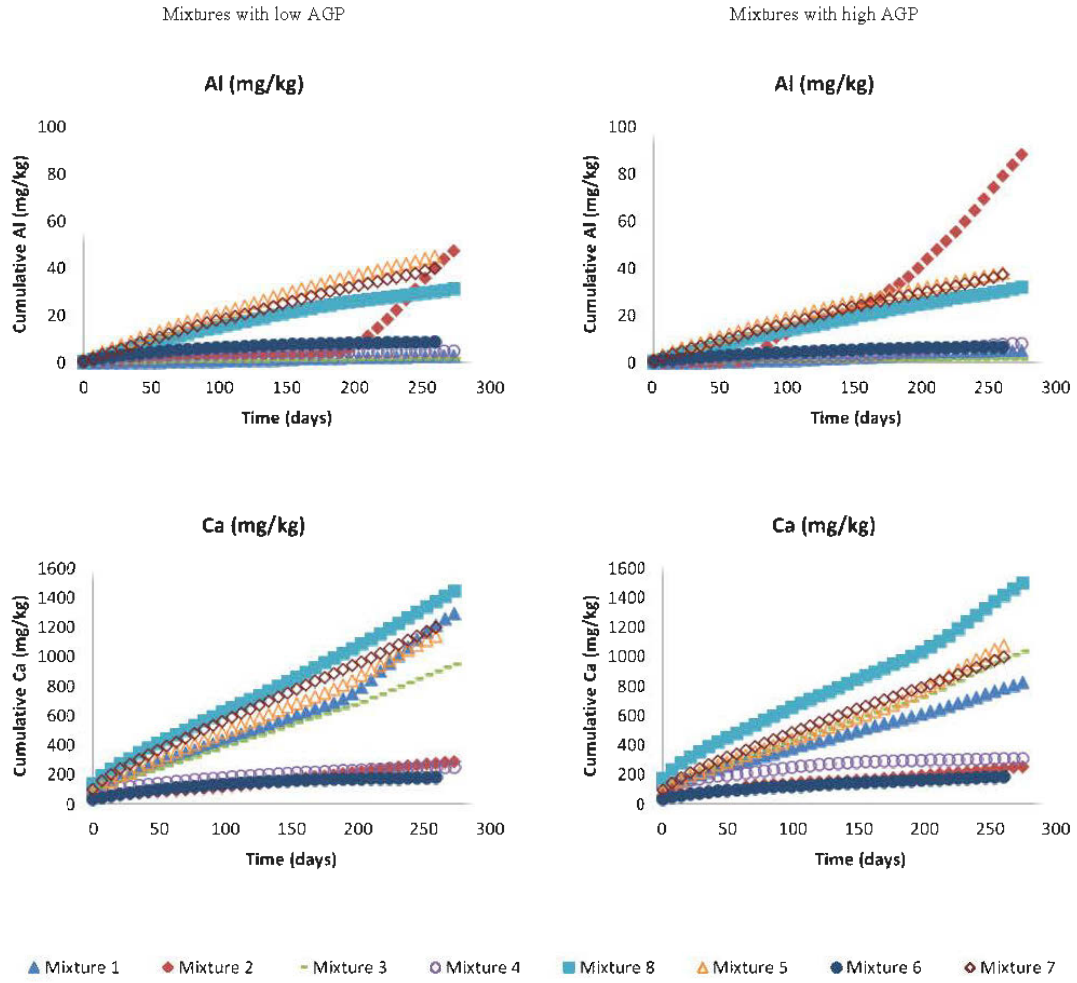 Mixtures with low AGP
Mixtures with high AGP
Al (mg/kg)
Al (mg/kg)
Cumulative Al (mg/kg)
100
80
60
40
20
0
0 50 100 150 200 250 300
Time (days)
Cumulative Al (mg/kg)
100
80
60
40
20
0
0 50 100 150 200 250 300
Time (days)
Ca (mg/kg)
Ca (mg/kg)
Cumulative Ca (mg/kg)
1600
1400
1200
1000
800
600
400
200
0
0 50 100 150 200 250 300
Time (days)
Cumulative Ca (mg/kg)
1600
1400
1200
1000
800
600
400
200
0
0 50 100 150 200 250 300
Time (days)
Mixture 1 Mixture 2 Mixture 3 Mixture 4 Mixture 8 Mixture 5 Mixture 6 Mixture 7